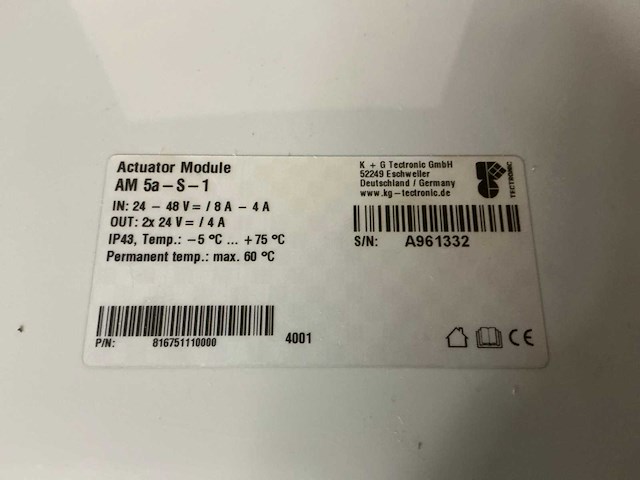 Actuator Module
AM 5a-S-1
IN: 24 - 48 V= / 8 A - 4 A
OUT: 2x 24 V= / 4 A
IP43, Temp.: -5 °C ... +75 °C
Permanent temp.: max. 60 °C
K + G Tectronic GmbH
52249 Eschweiler
Deutschland / Germany
www.kg-tectronic.de
TECTRONIC
S/N: A961332
P/N: 816751110000
4001
CE